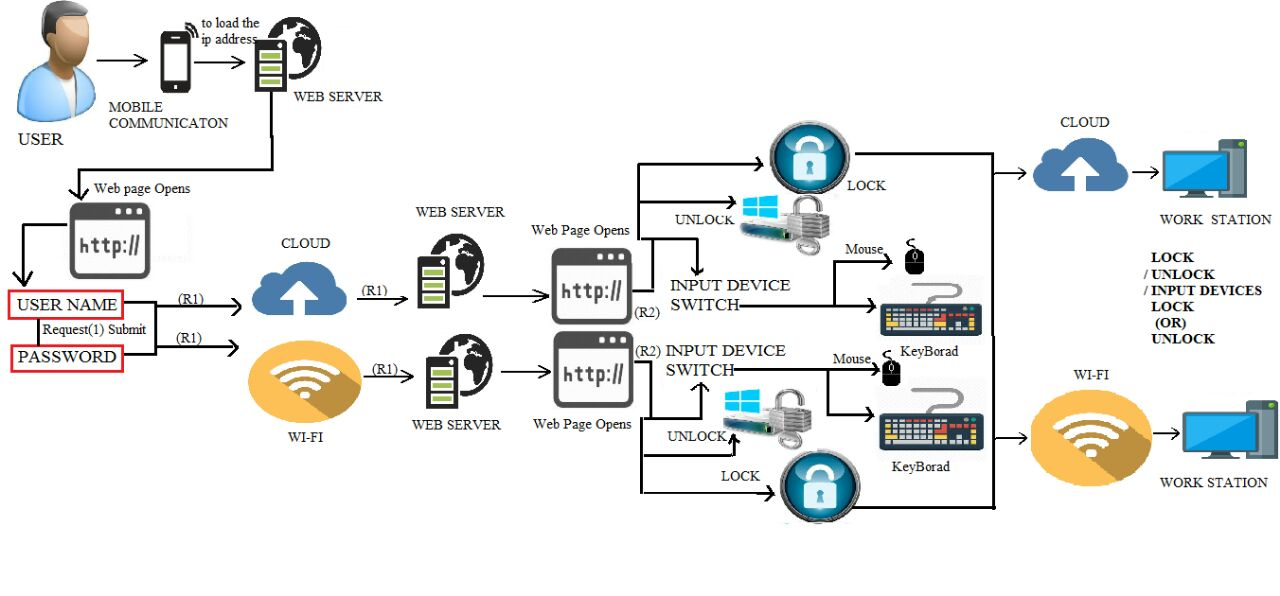 to load the
ip address
WEB SERVER
MOBILE
COMMUNICATON
USER
Web page Opens
http://
USER NAME
Request(1) Submit
PASSWORD
(R1)
(R1)
CLOUD
WI-FI
(R1)
(R1)
WEB SERVER
WEB SERVER
Web Page Opens
http://
(R2)
http://
(R2)
Web Page Opens
LOCK
UNLOCK
INPUT DEVICE
SWITCH
Mouse
KeyBorad
INPUT DEVICE
SWITCH
Mouse
KeyBorad
UNLOCK
LOCK
CLOUD
WORK STATION
LOCK
/ UNLOCK
/ INPUT DEVICES
LOCK
(OR)
UNLOCK
WI-FI
WORK STATION